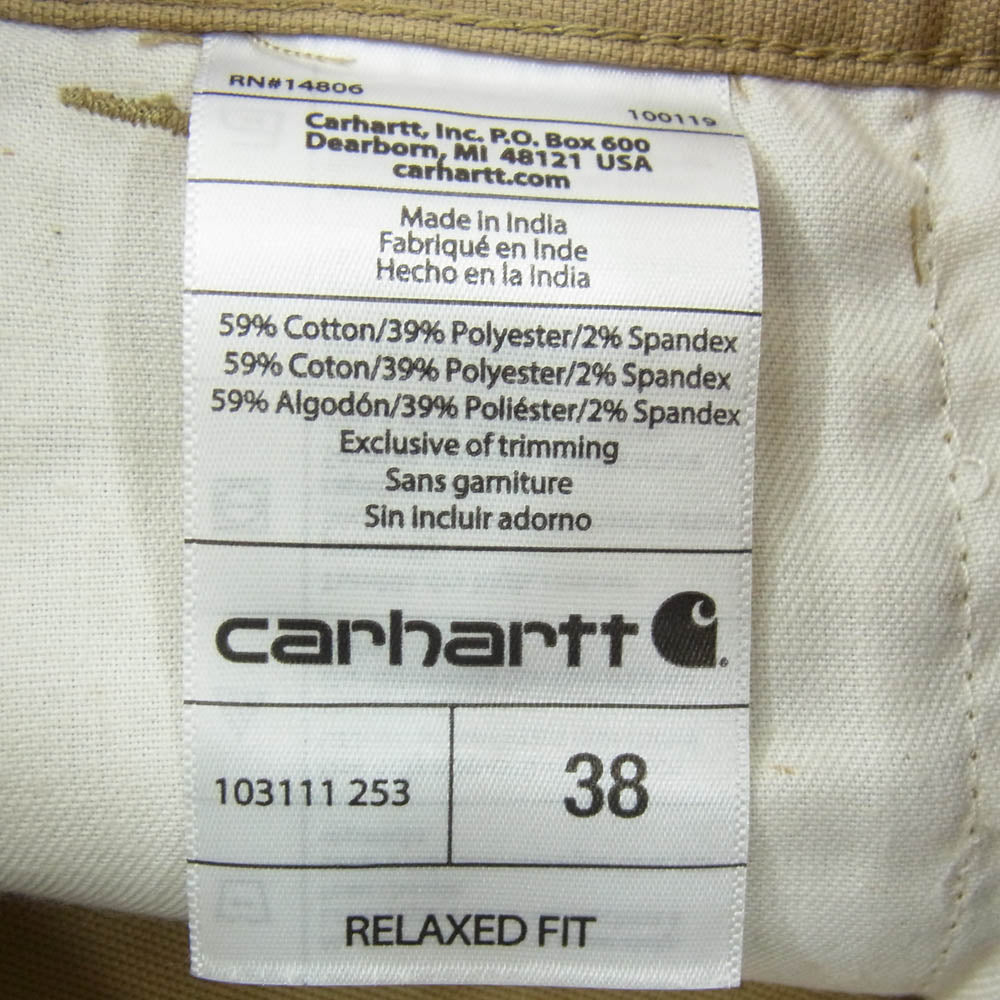 RN#14806
100119
Carhartt, Inc. P.O. Box 600
Dearborn, MI 48121 USA
carhartt.com
Made in India
Fabriqué en Inde
Hecho en la India
59% Cotton/39% Polyester/2% Spandex
59% Coton/39% Polyester/2% Spandex
59% Algodón/39% Poliéster/2% Spandex
Exclusive of trimming
Sans garniture
Sin incluir adorno
carhartt
103111 253
38
RELAXED FIT